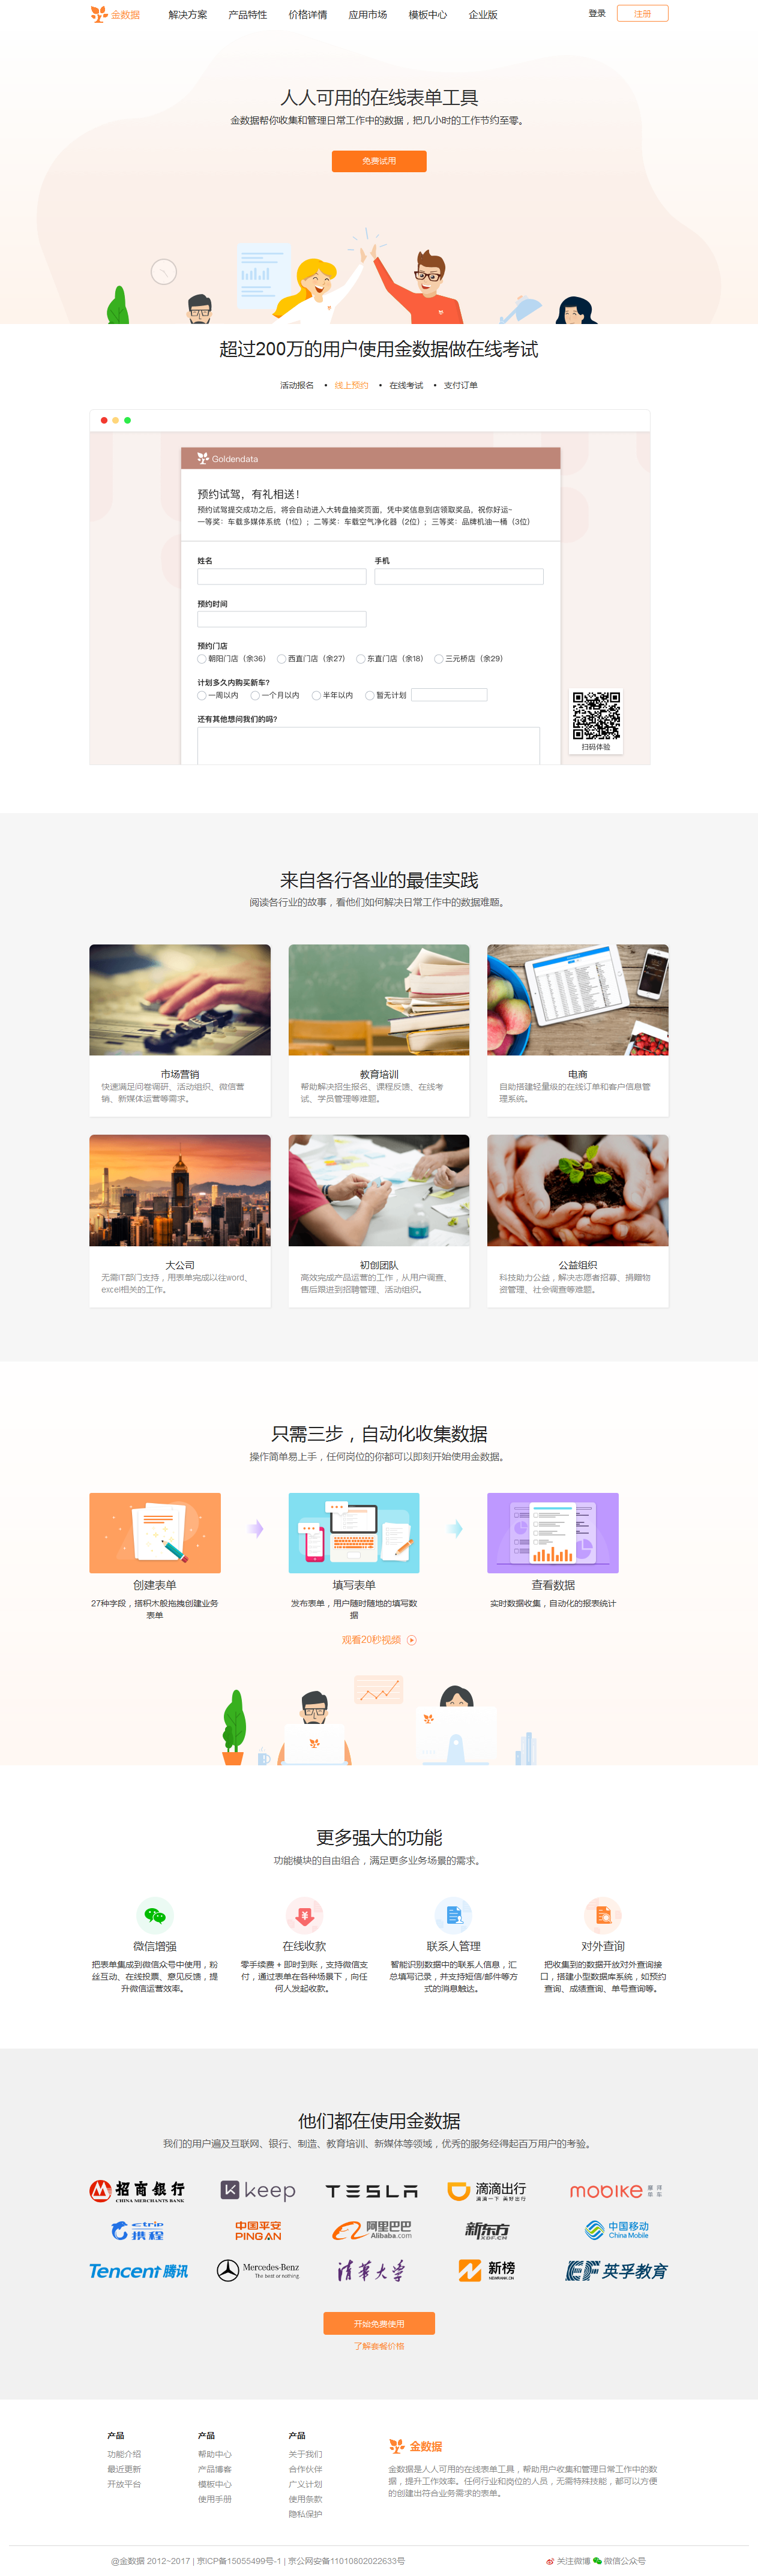 金数据 解决方案 产品特性 价格详情 应用市场 模板中心 企业版 登录 注册
人人可用的在线表单工具
金数据帮你收集和管理日常工作中的数据，把几小时的工作节约至零。
免费试用
超过200万的用户使用金数据做在线考试
活动报名 • 线上预约 • 在线考试 • 支付订单
Goldendata
预约试驾，有礼相送！
预约试驾提交成功之后，将会自动进入大转盘抽奖页面，凭中奖信息到店领取奖品，祝你好运~
一等奖：车载多媒体系统（1位）；二等奖：车载空气净化器（2位）；三等奖：品牌机油一桶（3位）
姓名 手机
预约时间
预约门店
朝阳门店（余36） 西直门店（余27） 东直门店（余18） 三元桥店（余29）
计划多久内购买新车?
一周以内 一个月以内 半年以内 暂无计划
还有其他想问我们的吗?
扫码体验
来自各行各业的最佳实践
阅读各行业的故事，看他们如何解决日常工作中的数据难题。
市场营销
快速满足问卷调研、活动组织、微信营
销、新媒体运营等需求。
教育培训
帮助解决招生报名、课程反馈、在线考
试、学员管理等难题。
电商
自助搭建轻量级的在线订单和客户信息管
理系统。
大公司
无需IT部门支持，用表单完成以往word、
excel相关的工作。
初创团队
高效完成产品运营的工作，从用户调查、
售后跟进到招聘管理、活动组织。
公益组织
科技助力公益，解决志愿者招募、捐赠物
资管理、社会调查等难题。
只需三步，自动化收集数据
操作简单易上手，任何岗位的你都可以即刻开始使用金数据。
创建表单
27种字段，搭积木般拖拽创建业务
表单
填写表单
发布表单，用户随时随地的填写数
据
查看数据
实时数据收集，自动化的报表统计
观看20秒视频
更多强大的功能
功能模块的自由组合，满足更多业务场景的需求。
微信增强
把表单集成到微信众号中使用，粉
丝互动、在线投票、意见反馈，提
升微信运营效率。
在线收款
零手续费 + 即时到账，支持微信支
付，通过表单在各种场景下，向任
何人发起收款。
联系人管理
智能识别数据中的联系人信息，汇
总填写记录，并支持短信/邮件等方
式的消息触达。
对外查询
把收集到的数据开放对外查询接
口，搭建小型数据库系统，如预约
查询、成绩查询、单号查询等。
他们都在使用金数据
我们的用户遍及互联网、银行、制造、教育培训、新媒体等领域，优秀的服务经得起百万用户的考验。
招商银行
CHINA MERCHANTS BANK
keep
TESLA
滴滴出行
滴滴一下 美好出行
mobike 摩拜单车
Ctrip
携程
中国平安
PINGAN
阿里巴巴
Alibaba.com
新东方
XDF.CN
中国移动
China Mobile
Tencent 腾讯
Mercedes-Benz
The best or nothing
清华大学
新榜
NEWRANK.CN
EF 英孚教育
开始免费使用
了解套餐价格
产品
功能介绍
最近更新
开放平台
产品
帮助中心
产品博客
模板中心
使用手册
产品
关于我们
合作伙伴
广义计划
使用条款
隐私保护
金数据
金数据是人人可用的在线表单工具，帮助用户收集和管理日常工作中的数
据，提升工作效率。任何行业和岗位的人员，无需特殊技能，都可以方便
的创建出符合业务需求的表单。
@金数据 2012~2017 | 京ICP备15055499号-1 | 京公网安备11010802022633号
关注微博 微信公众号